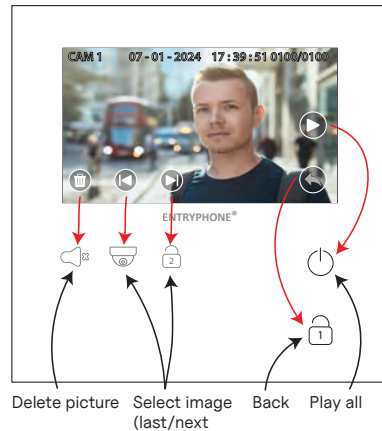 CAM 1 07-01-2024 17:39:51 0100/0100
ENTRYPHONE®
2
1
Delete picture Select image Back Play all
(last/next